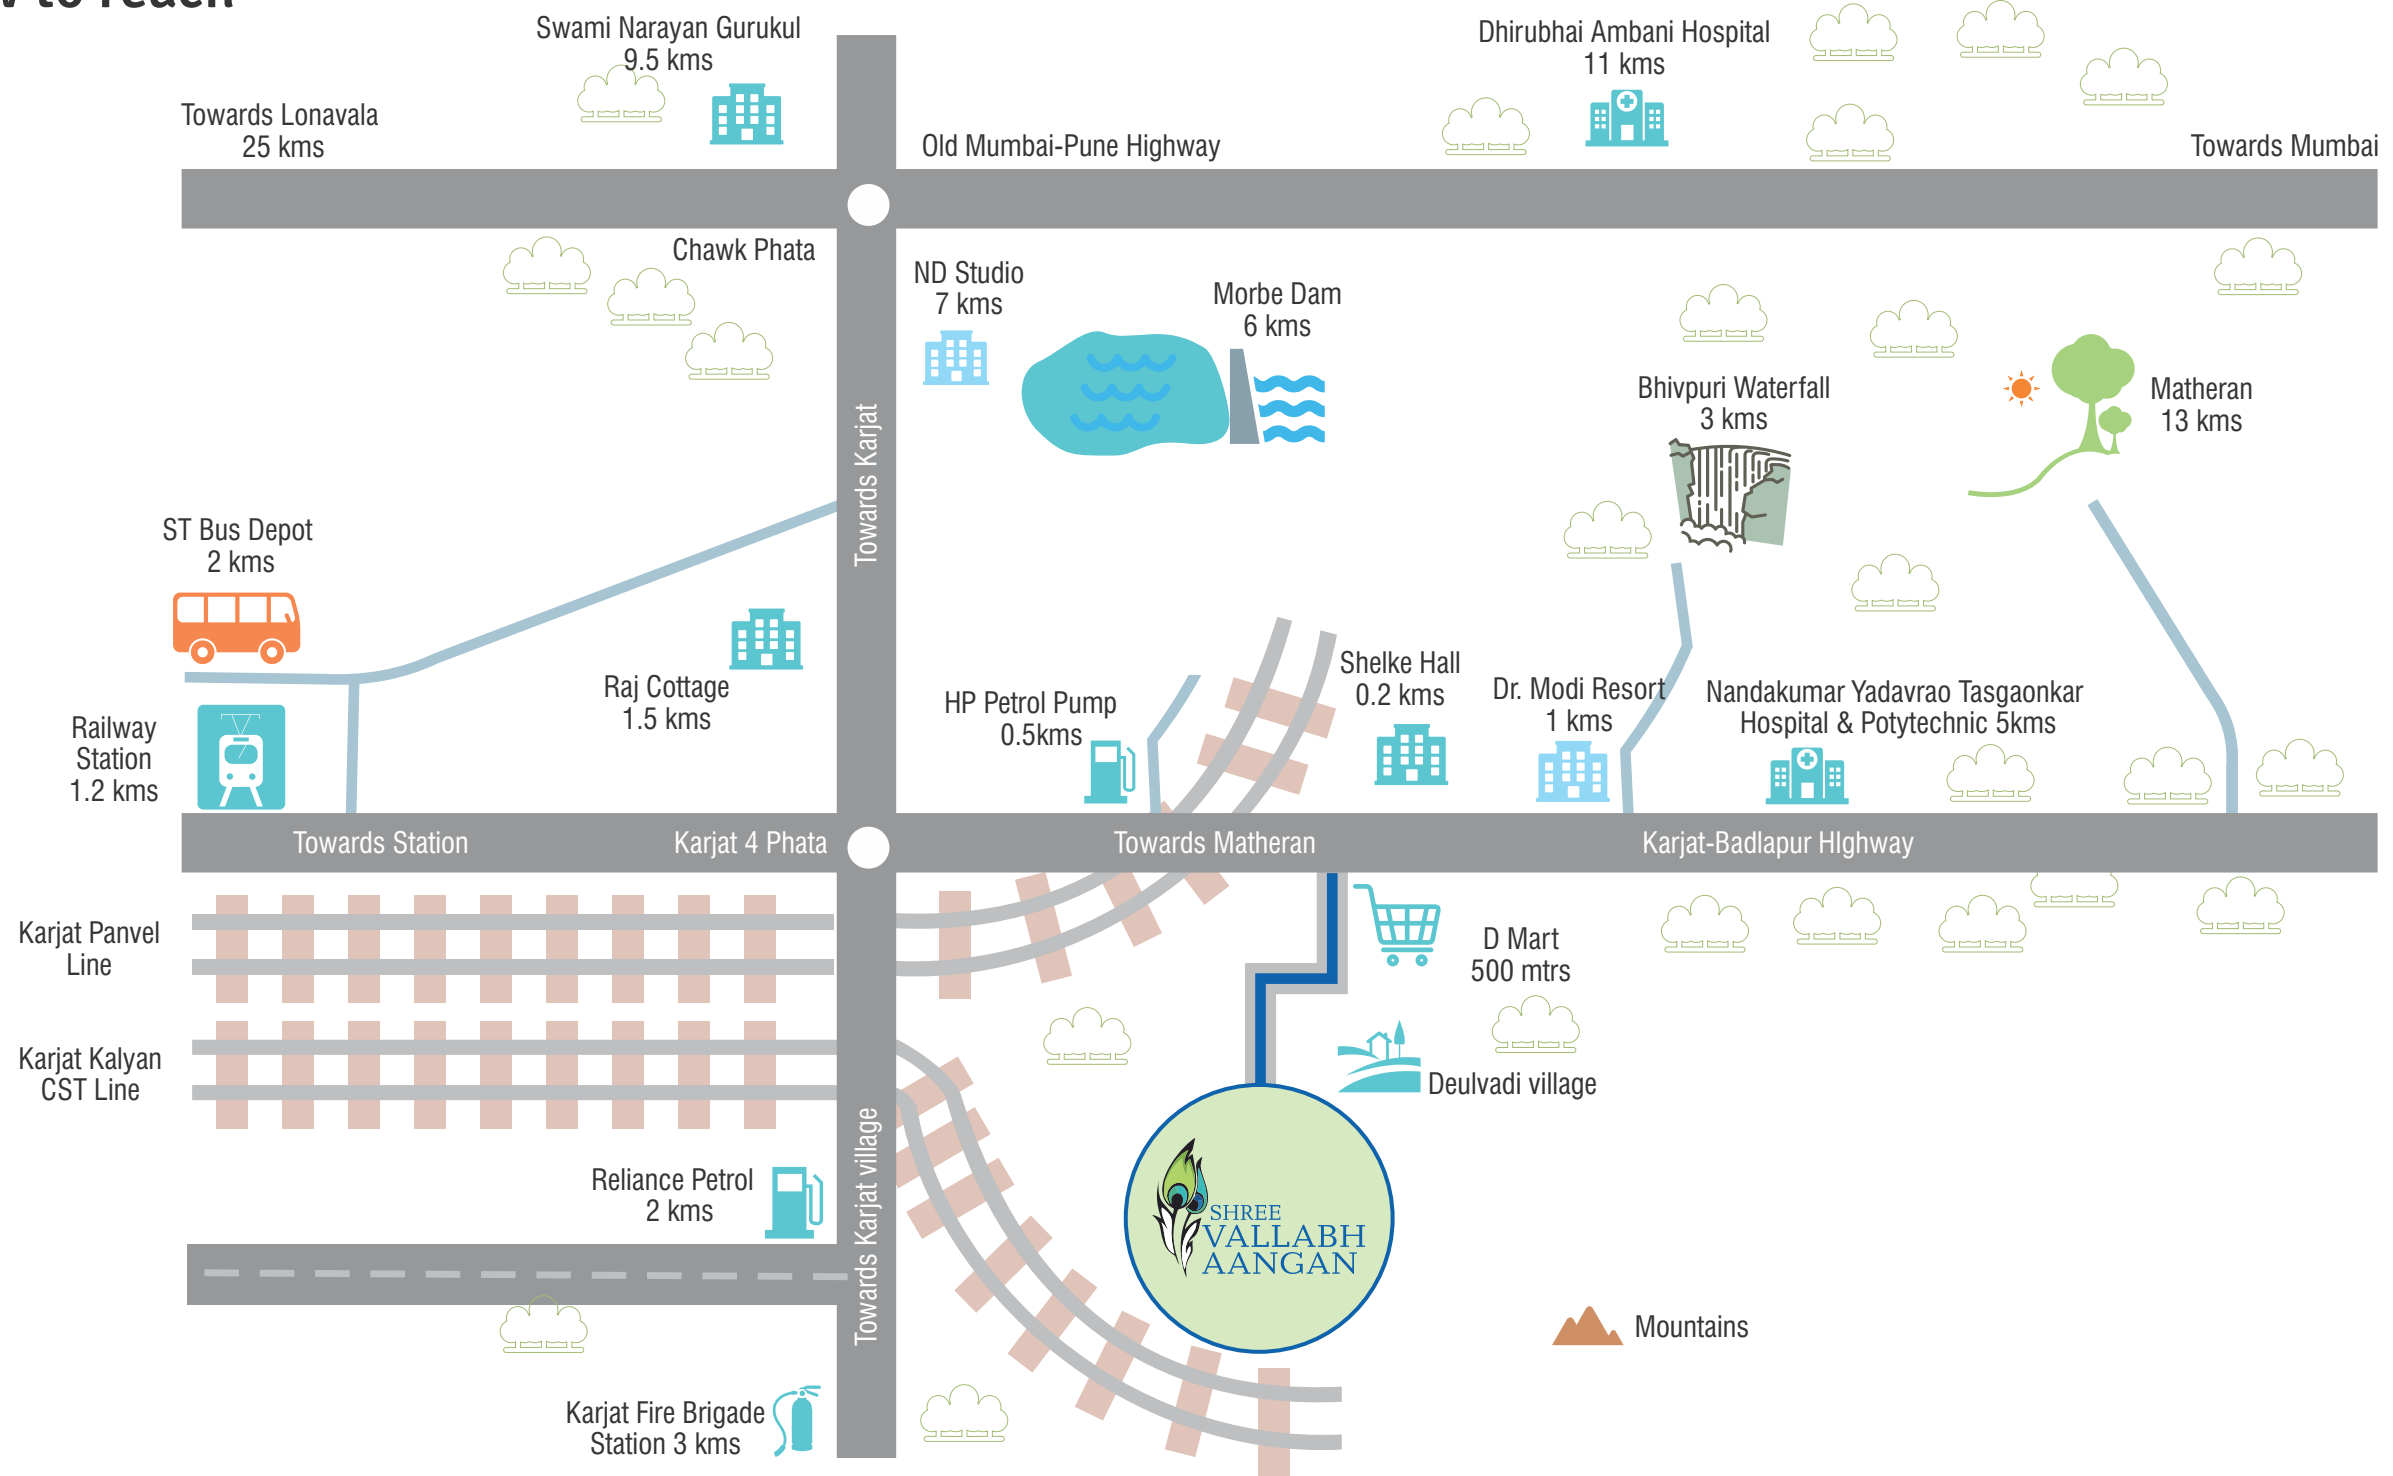 to reach
Swami Narayan Gurukul
9.5 kms
Dhirubhai Ambani Hospital
11 kms
Towards Lonavala
25 kms
Old Mumbai-Pune Highway
Towards Mumbai
Chawk Phata
ND Studio
7 kms
Morbe Dam
6 kms
Bhivpuri Waterfall
3 kms
Matheran
13 kms
Towards Karjat
ST Bus Depot
2 kms
Raj Cottage
1.5 kms
Railway
Station
1.2 kms
HP Petrol Pump
0.5kms
Shelke Hall
0.2 kms
Dr. Modi Resort
1 kms
Nandakumar Yadavrao Tasgaonkar
Hospital & Potytechnic 5kms
Towards Station
Karjat 4 Phata
Towards Matheran
Karjat-Badlapur HIghway
Karjat Panvel
Line
D Mart
500 mtrs
Karjat Kalyan
CST Line
Deulvadi village
Towards Karjat village
Reliance Petrol
2 kms
SHREE
VALLABH
AANGAN
Mountains
Karjat Fire Brigade
Station 3 kms